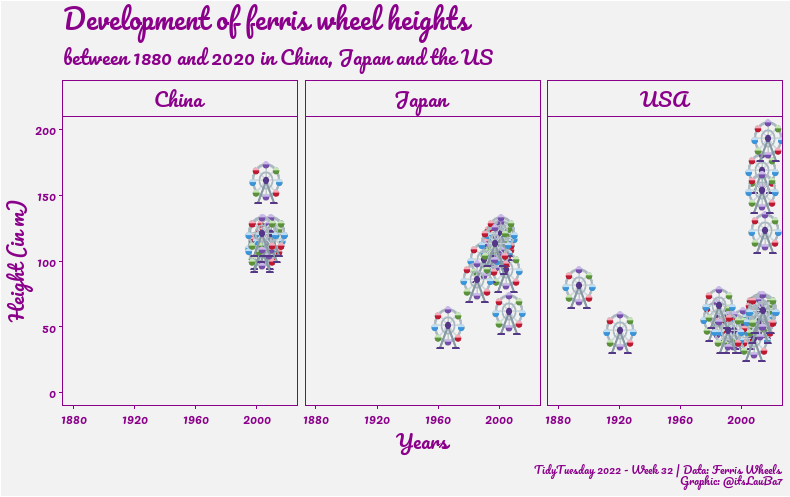 Development of ferris wheel heights
between 1880 and 2020 in China, Japan and the US
China
Japan
USA
200
150
100
50
0
Height (in m)
1880 1920 1960 2000
1880 1920 1960 2000
1880 1920 1960 2000
Years
TidyTuesday 2022 - Week 32 | Data: Ferris Wheels
Graphic: @itsLauBa7